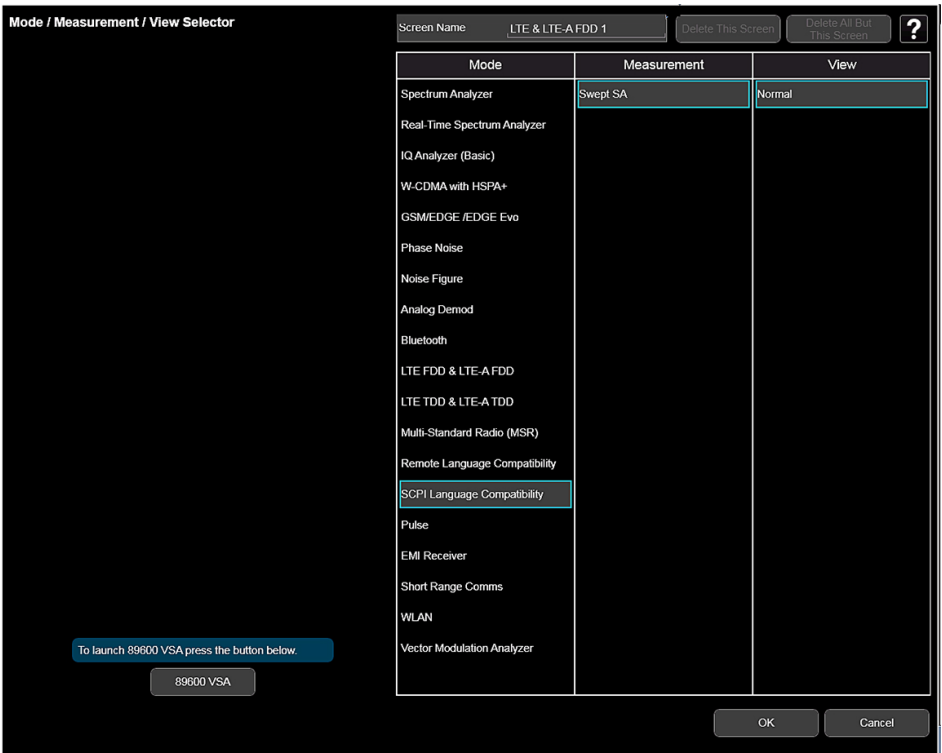 Mode / Measurement / View Selector
Screen Name
LTE & LTE-A FDD 1
Delete This Screen
Delete All But
This Screen
?
Mode
Measurement
View
Spectrum Analyzer
Swept SA
Normal
Real-Time Spectrum Analyzer
IQ Analyzer (Basic)
W-CDMA with HSPA+
GSM/EDGE /EDGE Evo
Phase Noise
Noise Figure
Analog Demod
Bluetooth
LTE FDD & LTE-A FDD
LTE TDD & LTE-A TDD
Multi-Standard Radio (MSR)
Remote Language Compatibility
SCPI Language Compatibility
Pulse
EMI Receiver
Short Range Comms
WLAN
Vector Modulation Analyzer
To launch 89600 VSA press the button below.
89600 VSA
OK
Cancel